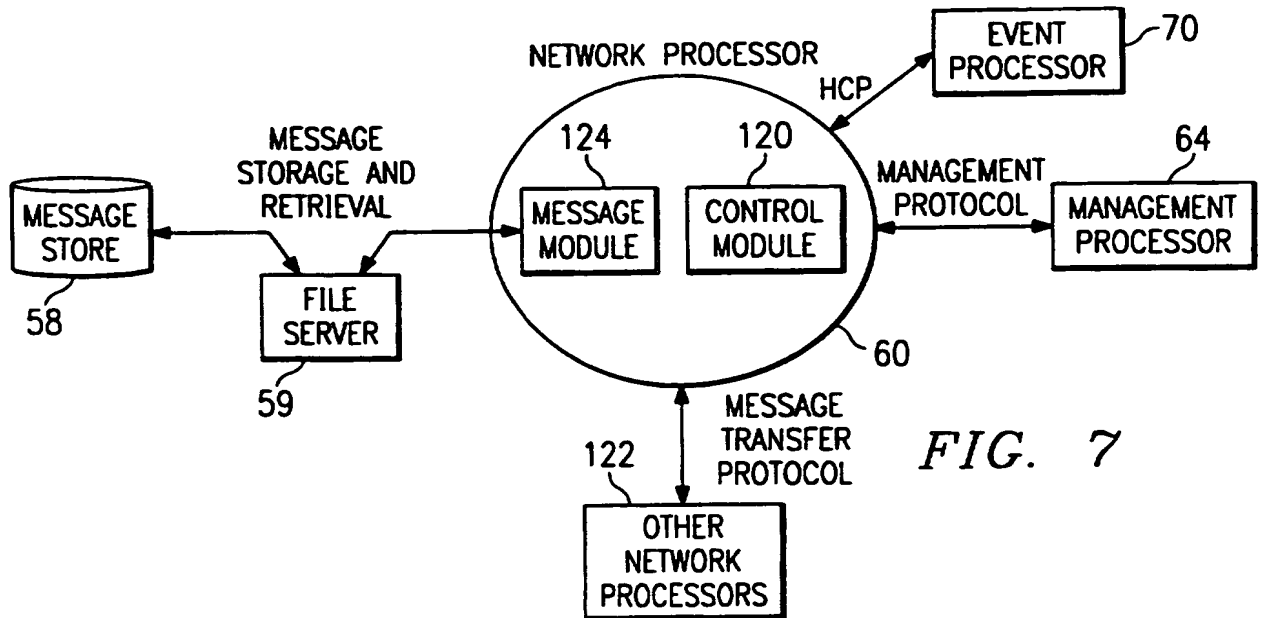 NETWORK PROCESSOR
HCP
EVENT
PROCESSOR
70
MESSAGE
STORAGE AND
RETRIEVAL
124
120
MANAGEMENT
PROTOCOL
64
MESSAGE
STORE
MESSAGE
MODULE
CONTROL
MODULE
MANAGEMENT
PROCESSOR
58
FILE
SERVER
59
60
MESSAGE
TRANSFER
PROTOCOL
122
OTHER
NETWORK
PROCESSORS
FIG. 7